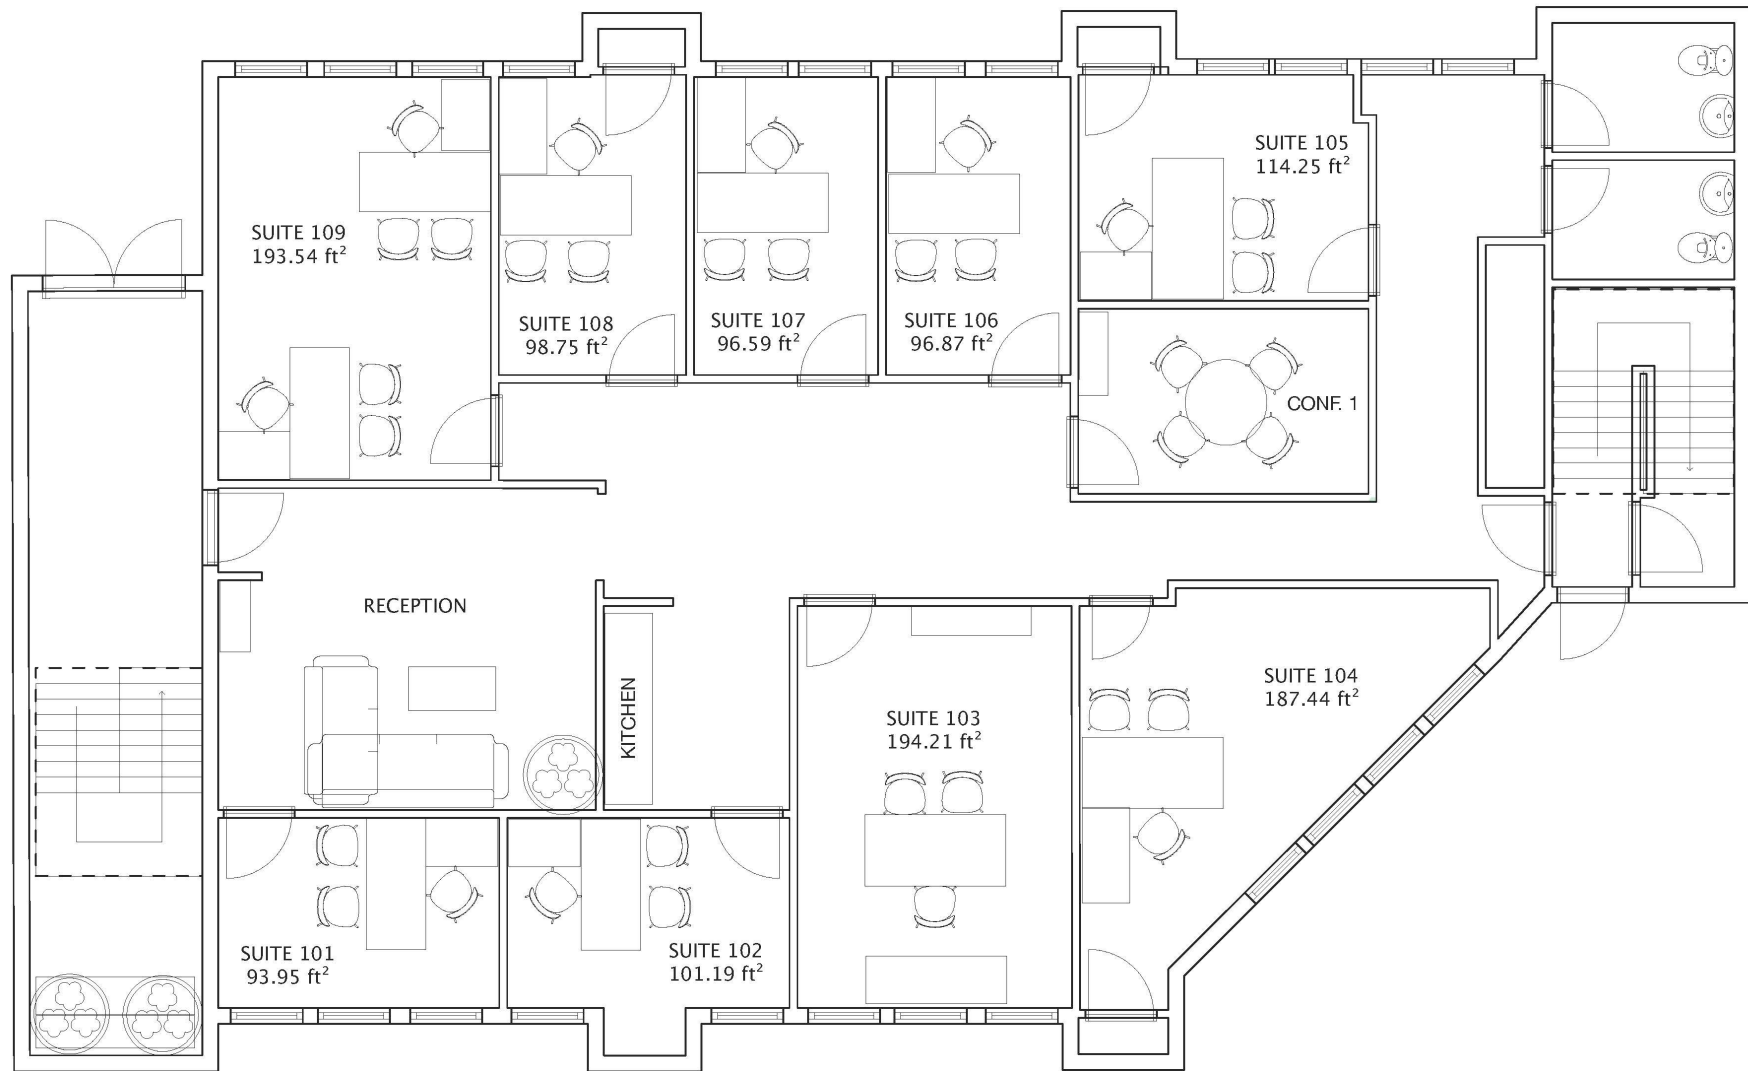 SUITE 109
193.54 ft²
SUITE 108
98.75 ft²
SUITE 107
96.59 ft²
SUITE 106
96.87 ft²
SUITE 105
114.25 ft²
CONF. 1
RECEPTION
KITCHEN
SUITE 103
194.21 ft²
SUITE 104
187.44 ft²
SUITE 101
93.95 ft²
SUITE 102
101.19 ft²